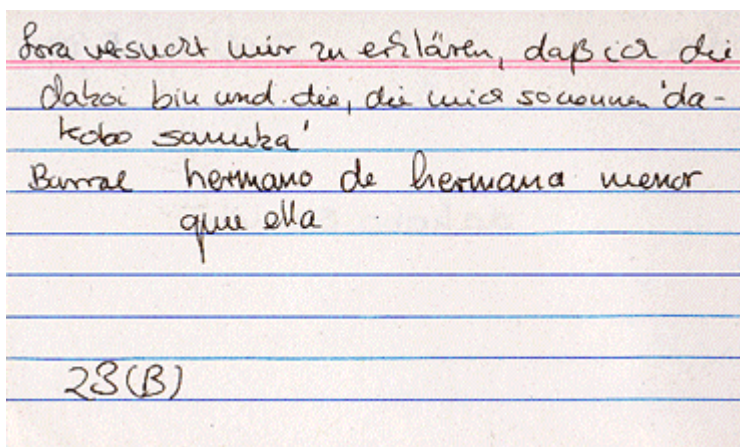 Lora versucht mir zu erklären, daß ich die
dakoi bin und die, die mich so nennen 'da-
kobo samuka'
Barral hermano de hermana menor
que ella
23(B)